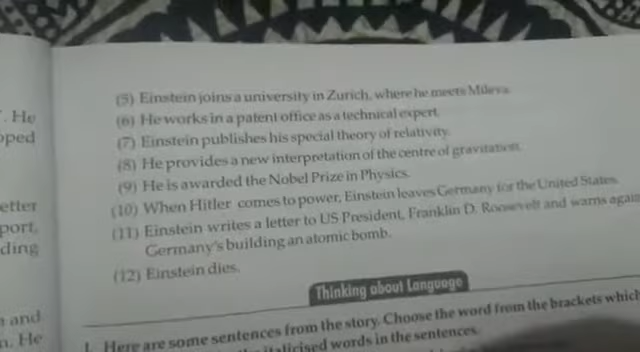 . He
oped
etter
port,
ding
and
n. He
(5) Einstein joins a university in Zurich, where he meets Mileva.
(6) He works in a patent office as a technical expert.
(7) Einstein publishes his special theory of relativity.
(8) He provides a new interpretation of the centre of gravitation.
(9) He is awarded the Nobel Prize in Physics.
(10) When Hitler comes to power, Einstein leaves Germany for the United States.
(11) Einstein writes a letter to US President, Franklin D. Roosevelt and warns again
Germany's building an atomic bomb.
(12) Einstein dies.
Thinking about Language
I. Here are some sentences from the story. Choose the word from the brackets which
italicised words in the sentences.